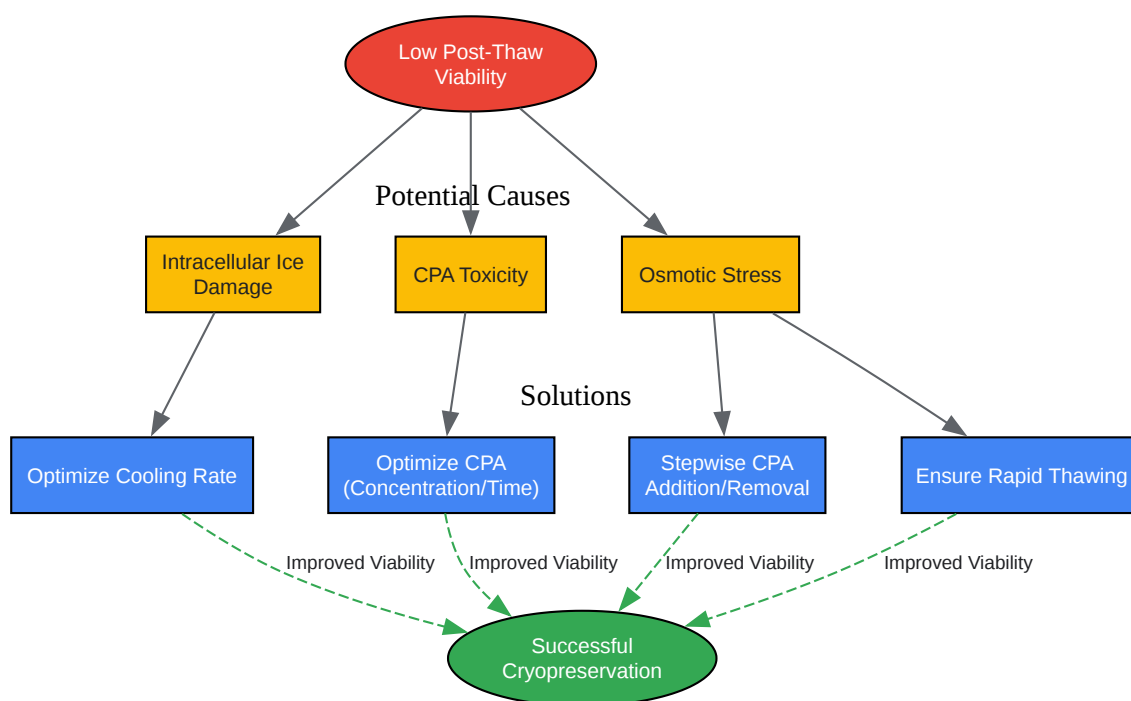 Low Post-Thaw
Viability
Potential Causes
Intracellular Ice
Damage
CPA Toxicity
Osmotic Stress
Solutions
Optimize Cooling Rate
Optimize CPA
(Concentration/Time)
Stepwise CPA
Addition/Removal
Ensure Rapid Thawing
Improved Viability
Improved Viability
Improved Viability
Improved Viability
Successful
Cryopreservation